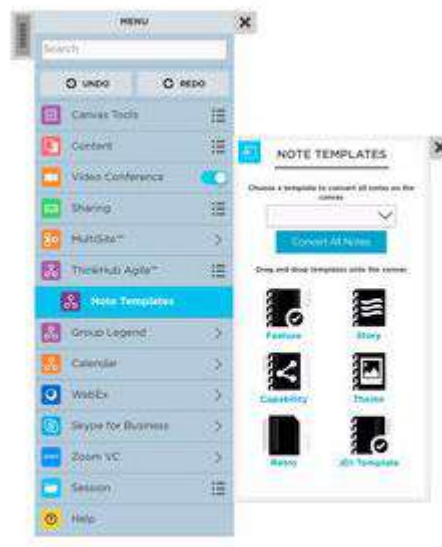 MENU
Search
UNDO
REDO
Canvas Tools
Content
Video Conference
Sharing
MultiSite™
ThinkHub Agile™
Note Templates
Group Legend
Calendar
WebEx
Skype for Business
Zoom VC
Session
Help
NOTE TEMPLATES
Choose a template to convert all notes on the
canvas
Convert All Notes
Drag and drop templates onto the canvas
Feature
Story
Capability
Theme
Retro
JD1 Template